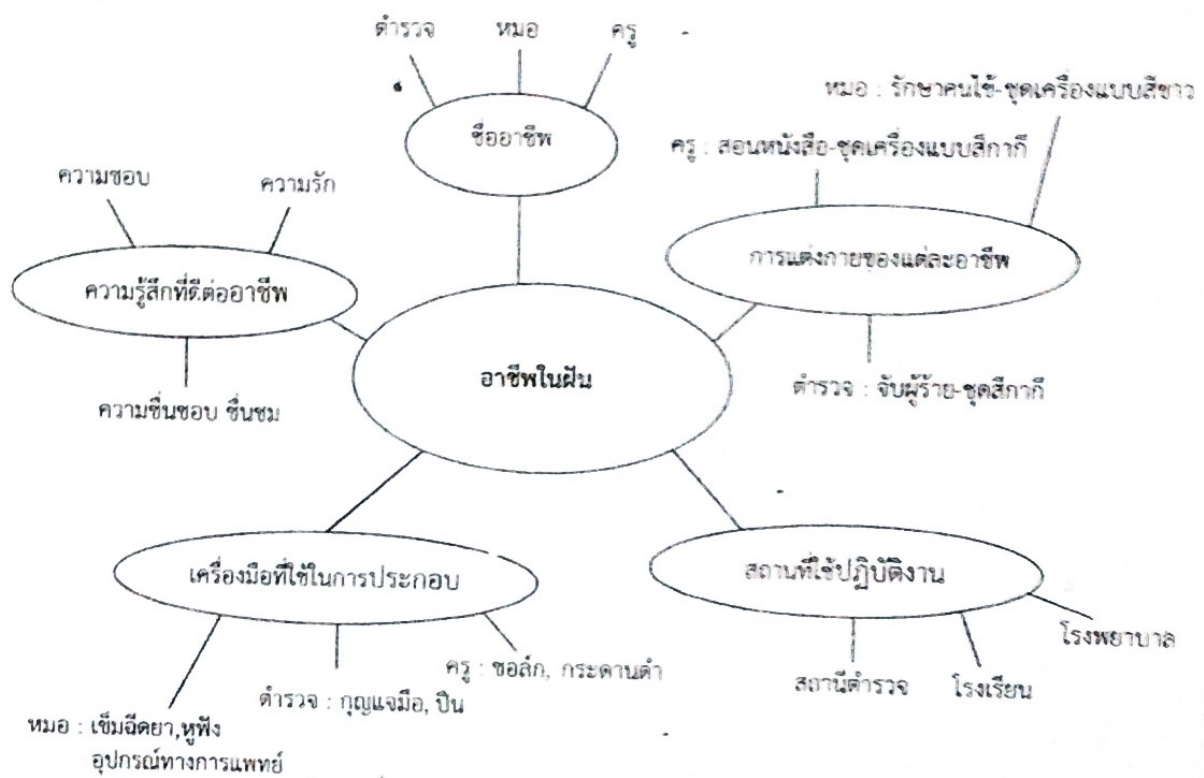 ตำรวจ หมอ ครู
ชื่ออาชีพ
หมอ : รักษาคนไข้-ชุดเครื่องแบบสีขาว
ครู : สอนหนังสือ-ชุดเครื่องแบบสีกากี
การแต่งกายของแต่ละอาชีพ
ตำรวจ : จับผู้ร้าย-ชุดสีกากี
ความชอบ ความรัก
ความรู้สึกที่ดีต่ออาชีพ
ความชื่นชอบ ชื่นชม
อาชีพในฝัน
เครื่องมือที่ใช้ในการประกอบ
ครู : ชอล์ก, กระดานดำ
ตำรวจ : กุญแจมือ, ปืน
หมอ : เข็มฉีดยา,หูฟัง
อุปกรณ์ทางการแพทย์
สถานที่ใช้ปฏิบัติงาน
โรงพยาบาล
สถานีตำรวจ โรงเรียน